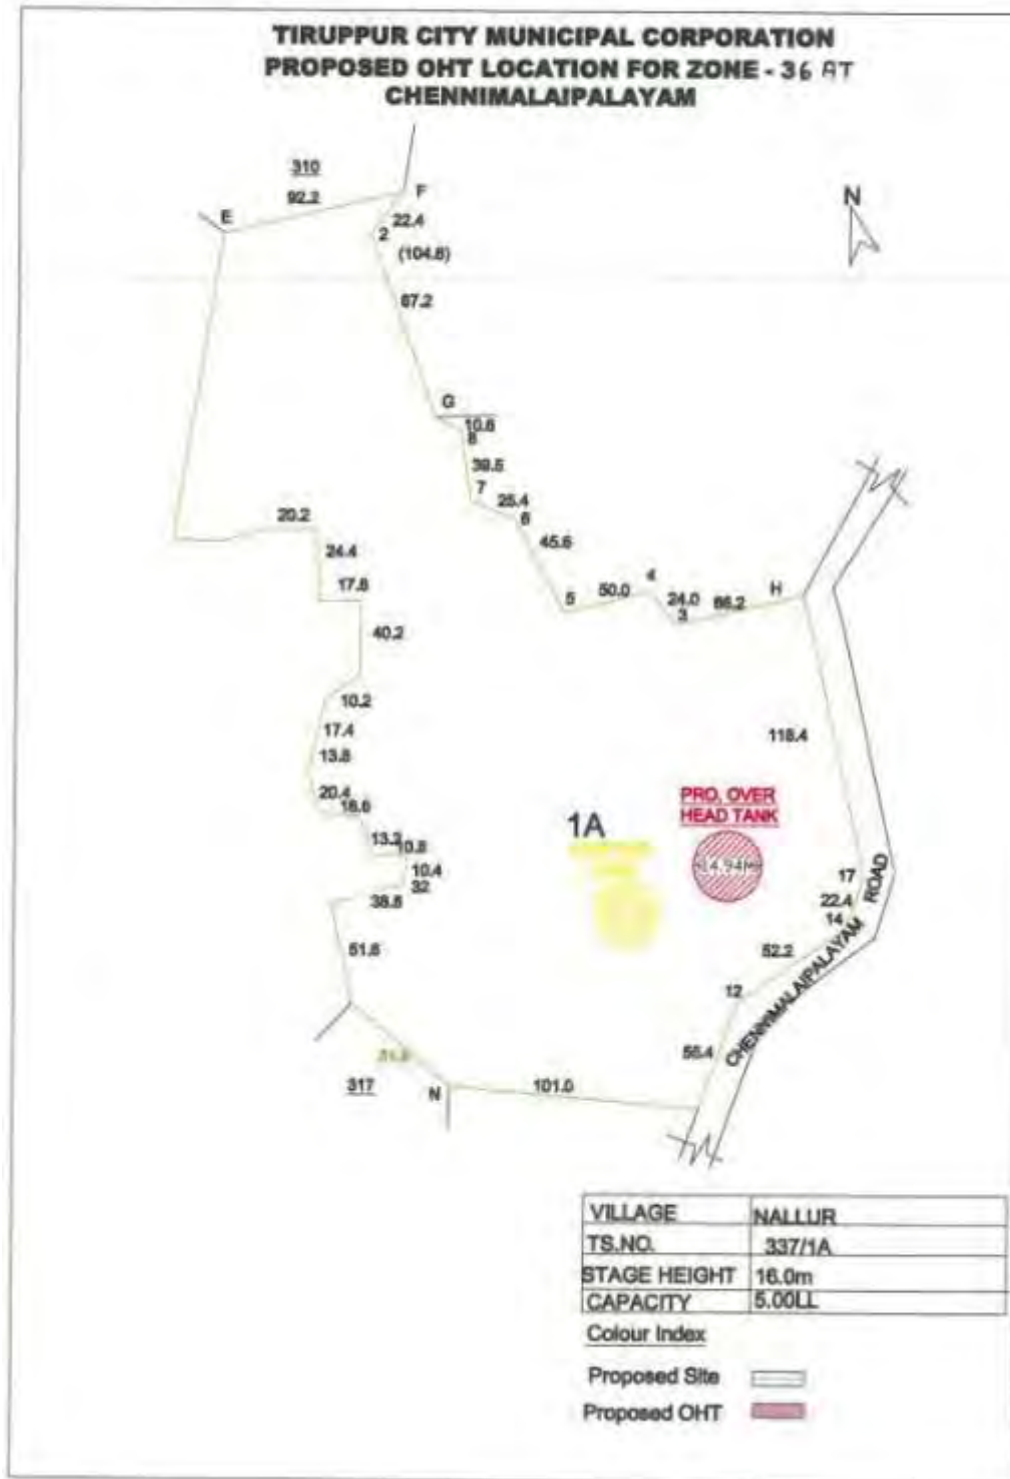 TIRUPPUR CITY MUNICIPAL CORPORATION
PROPOSED OHT LOCATION FOR ZONE - 36 AT
CHENNIMALAIPALAYAM
310
92.2
F
E
N
22.4
2
(104.6)
87.2
G
10.6
8
39.5
7
25.4
6
20.2
24.4
45.6
17.8
4
50.0
5
24.0
3
66.2
H
40.2
10.2
17.4
118.4
13.8
20.4
18.6
PRO. OVER
HEAD TANK
1A
13.2
10.8
14.94M
10.4
32
38.8
17
22.4
14
ROAD
51.6
52.2
12
CHENNIMALAIPALAYAM
56.4
317
N
101.0
VILLAGE NALLUR
TS.NO. 337/1A
STAGE HEIGHT 16.0m
CAPACITY 5.00LL
Colour Index
Proposed Site
Proposed OHT